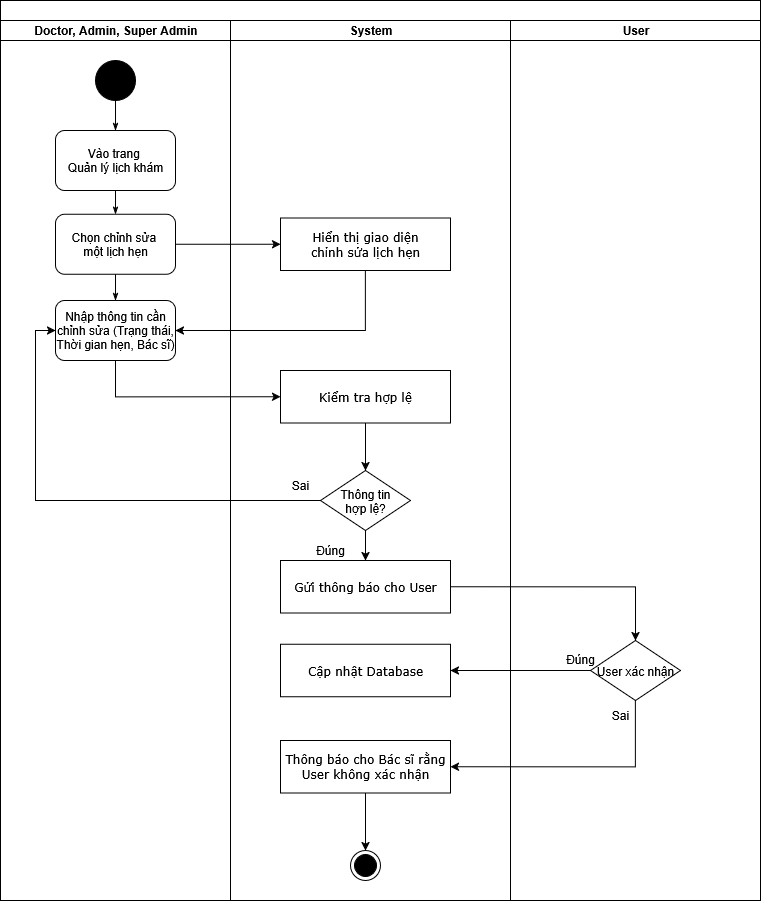 Doctor, Admin, Super Admin
System
User
Vào trang
Quản lý lịch khám
Chọn chỉnh sửa
một lịch hẹn
Hiển thị giao diện
chỉnh sửa lịch hẹn
Nhập thông tin cần
chỉnh sửa (Trạng thái,
Thời gian hẹn, Bác sĩ)
Kiểm tra hợp lệ
Sai
Thông tin
hợp lệ?
Đúng
Gửi thông báo cho User
Đúng
User xác nhận
Cập nhật Database
Sai
Thông báo cho Bác sĩ rằng
User không xác nhận